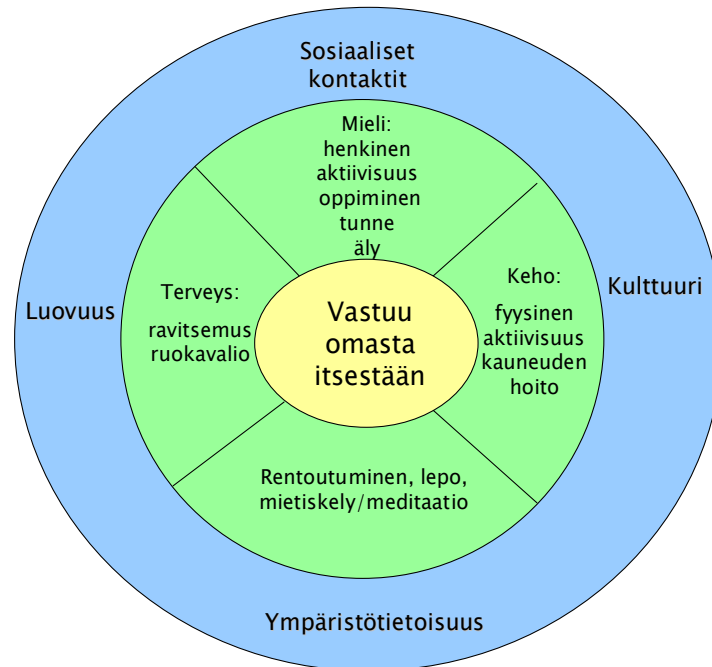 Sosiaaliset
kontaktit
Mieli:
henkinen
aktiivisuus
oppiminen
tunne
äly
Luovuus
Terveys:
ravitsemus
ruokavalio
Vastuu
omasta
itsestään
Keho:
fyysinen
aktiivisuus
kauneuden
hoito
Kulttuuri
Rentoutuminen, lepo,
mietiskely/meditaatio
Ympäristötietoisuus